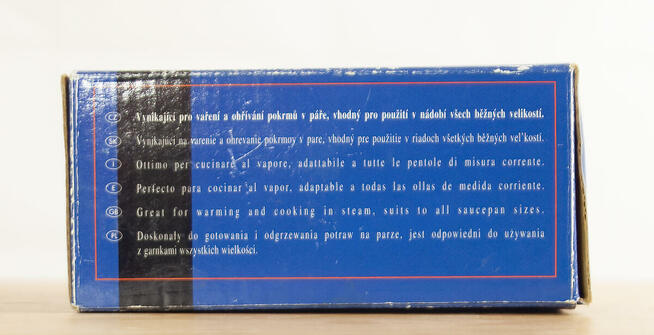 CZ Vynikající pro vaření a ohřívání pokrmů v páře, vhodný pro použití v nádobí všech běžných velikostí.
SK Vynikajúci na varenie a ohrevanie pokrmov v pare, vhodný pre použitie v riadoch všetkých bežných veľkostí.
I Ottimo per cucinare al vapore, adattabile a tutte le pentole di misura corrente.
E Perfecto para cocinar al vapor, adaptable a todas las ollas de medida corriente.
GB Great for warming and cooking in steam, suits to all saucepan sizes.
PL Doskonały do gotowania i odgrzewania potraw na parze, jest odpowiedni do używania
z garnkami wszystkich wielkości.